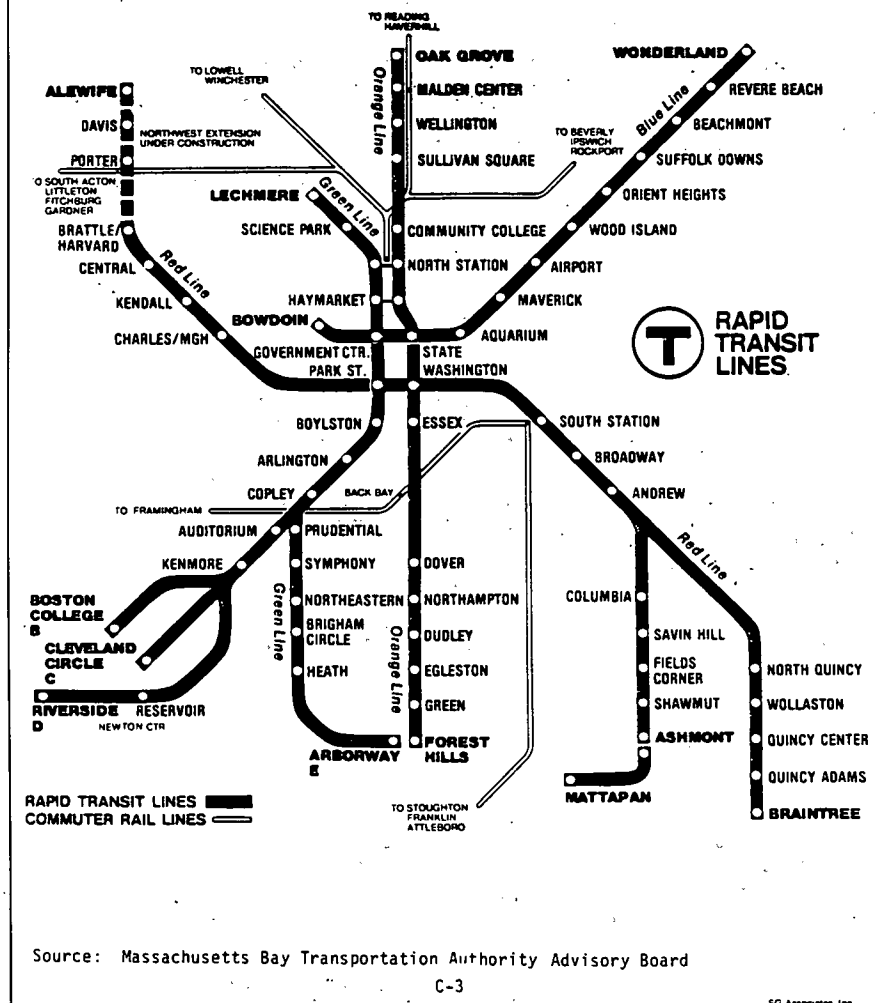 TO READING
HAVERHILL
OAK GROVE
WONDERLAND
TO LOWELL
WINCHESTER
Orange Line
MALDEN CENTER
REVERE BEACH
ALEWIFE
DAVIS
NORTHWEST EXTENSION
UNDER CONSTRUCTION
WELLINGTON
Blue Line
BEACHMONT
TO BEVERLY
IPSWICH
ROCKPORT
PORTER
SULLIVAN SQUARE
SUFFOLK DOWNS
TO SOUTH ACTON
LITTLETON
FITCHBURG
GARDNER
LECHMERE
Green Line
ORIENT HEIGHTS
BRATTLE/
HARVARD
SCIENCE PARK
COMMUNITY COLLEGE
WOOD ISLAND
CENTRAL
Red Line
NORTH STATION
AIRPORT
KENDALL
HAYMARKET
MAVERICK
BOWDOIN
CHARLES/MGH
AQUARIUM
T
RAPID
TRANSIT
LINES
GOVERNMENT CTR.
STATE
PARK ST.
WASHINGTON
BOYLSTON
ESSEX
SOUTH STATION
ARLINGTON
BROADWAY
COPLEY
BACK BAY
ANDREW
TO FRAMINGHAM
AUDITORIUM
PRUDENTIAL
Red Line
KENMORE
SYMPHONY
DOVER
Green Line
NORTHEASTERN
NORTHAMPTON
COLUMBIA
BOSTON
COLLEGE
B
BRIGHAM
CIRCLE
Orange Line
DUDLEY
SAVIN HILL
CLEVELAND
CIRCLE
C
HEATH
EGLESTON
FIELDS
CORNER
NORTH QUINCY
RIVERSIDE
D
RESERVOIR
NEWTON CTR
GREEN
SHAWMUT
WOLLASTON
ARBORWAY
E
FOREST
HILLS
ASHMONT
QUINCY CENTER
QUINCY ADAMS
MATTAPAN
BRAINTREE
RAPID TRANSIT LINES
COMMUTER RAIL LINES
TO STOUGHTON
FRANKLIN
ATTLEBORO
Source: Massachusetts Bay Transportation Authority Advisory Board
C-3